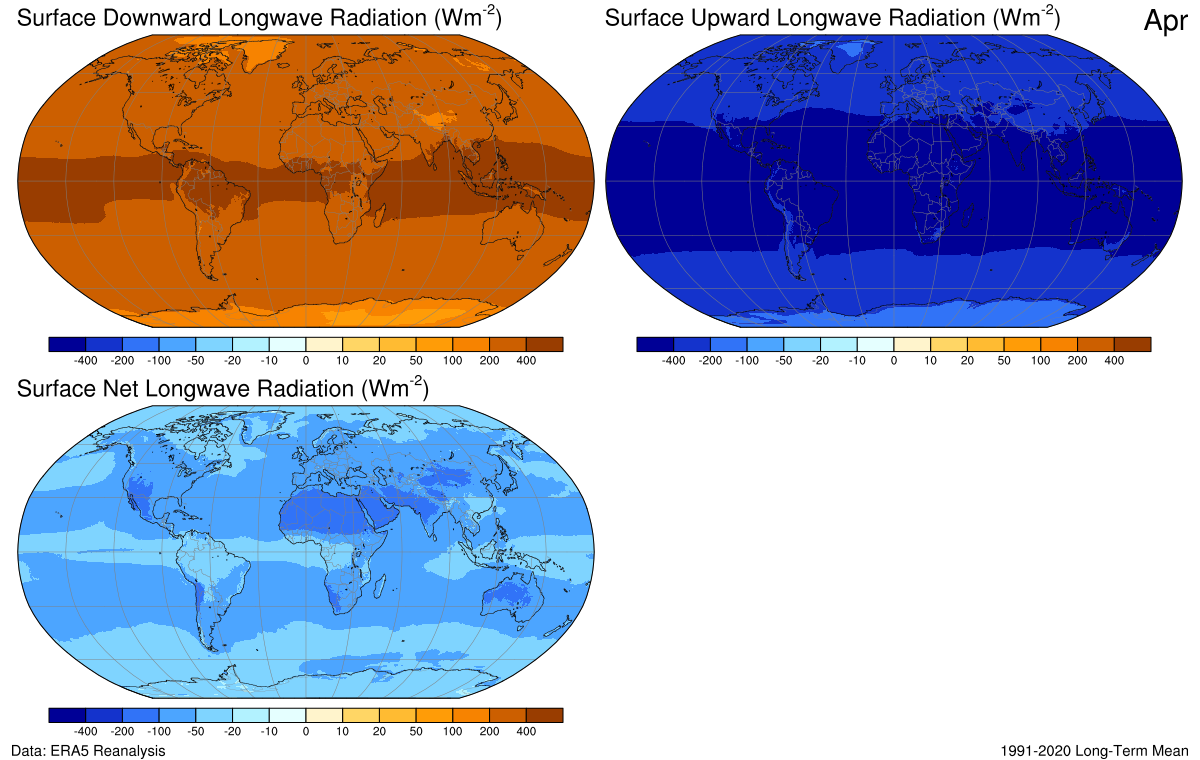 Surface Downward Longwave Radiation (Wm-2)
Surface Upward Longwave Radiation (Wm-2)
Apr
-400 -200 -100 -50 -20 -10 0 10 20 50 100 200 400
-400 -200 -100 -50 -20 -10 0 10 20 50 100 200 400
Surface Net Longwave Radiation (Wm-2)
-400 -200 -100 -50 -20 -10 0 10 20 50 100 200 400
Data: ERA5 Reanalysis
1991-2020 Long-Term Mean